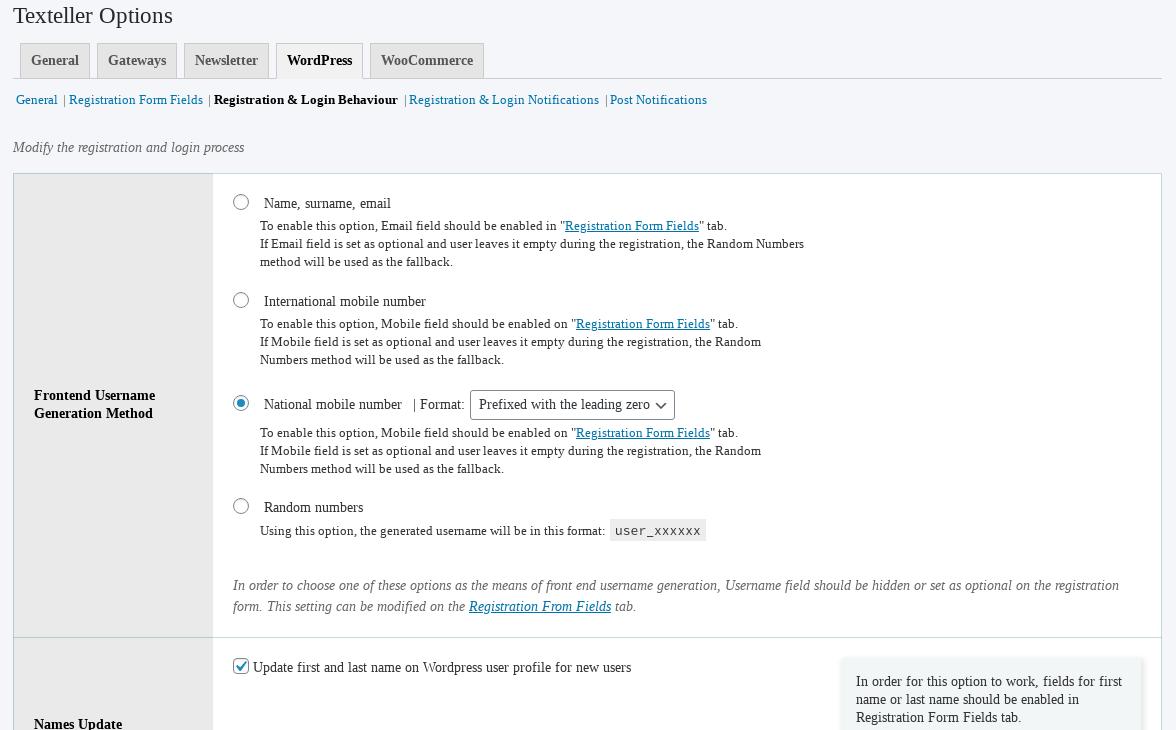 Texteller Options
General Gateways Newsletter WordPress WooCommerce
General | Registration Form Fields | Registration & Login Behaviour | Registration & Login Notifications | Post Notifications
Modify the registration and login process
Frontend Username
Generation Method
Name, surname, email
To enable this option, Email field should be enabled in "Registration Form Fields" tab.
If Email field is set as optional and user leaves it empty during the registration, the Random Numbers
method will be used as the fallback.
International mobile number
To enable this option, Mobile field should be enabled on "Registration Form Fields" tab.
If Mobile field is set as optional and user leaves it empty during the registration, the Random
Numbers method will be used as the fallback.
National mobile number | Format: Prefixed with the leading zero
To enable this option, Mobile field should be enabled on "Registration Form Fields" tab.
If Mobile field is set as optional and user leaves it empty during the registration, the Random
Numbers method will be used as the fallback.
Random numbers
Using this option, the generated username will be in this format: user_xxxxxx
In order to choose one of these options as the means of front end username generation, Username field should be hidden or set as optional on the registration
form. This setting can be modified on the Registration From Fields tab.
Names Update
Update first and last name on Wordpress user profile for new users
In order for this option to work, fields for first
name or last name should be enabled in
Registration Form Fields tab.